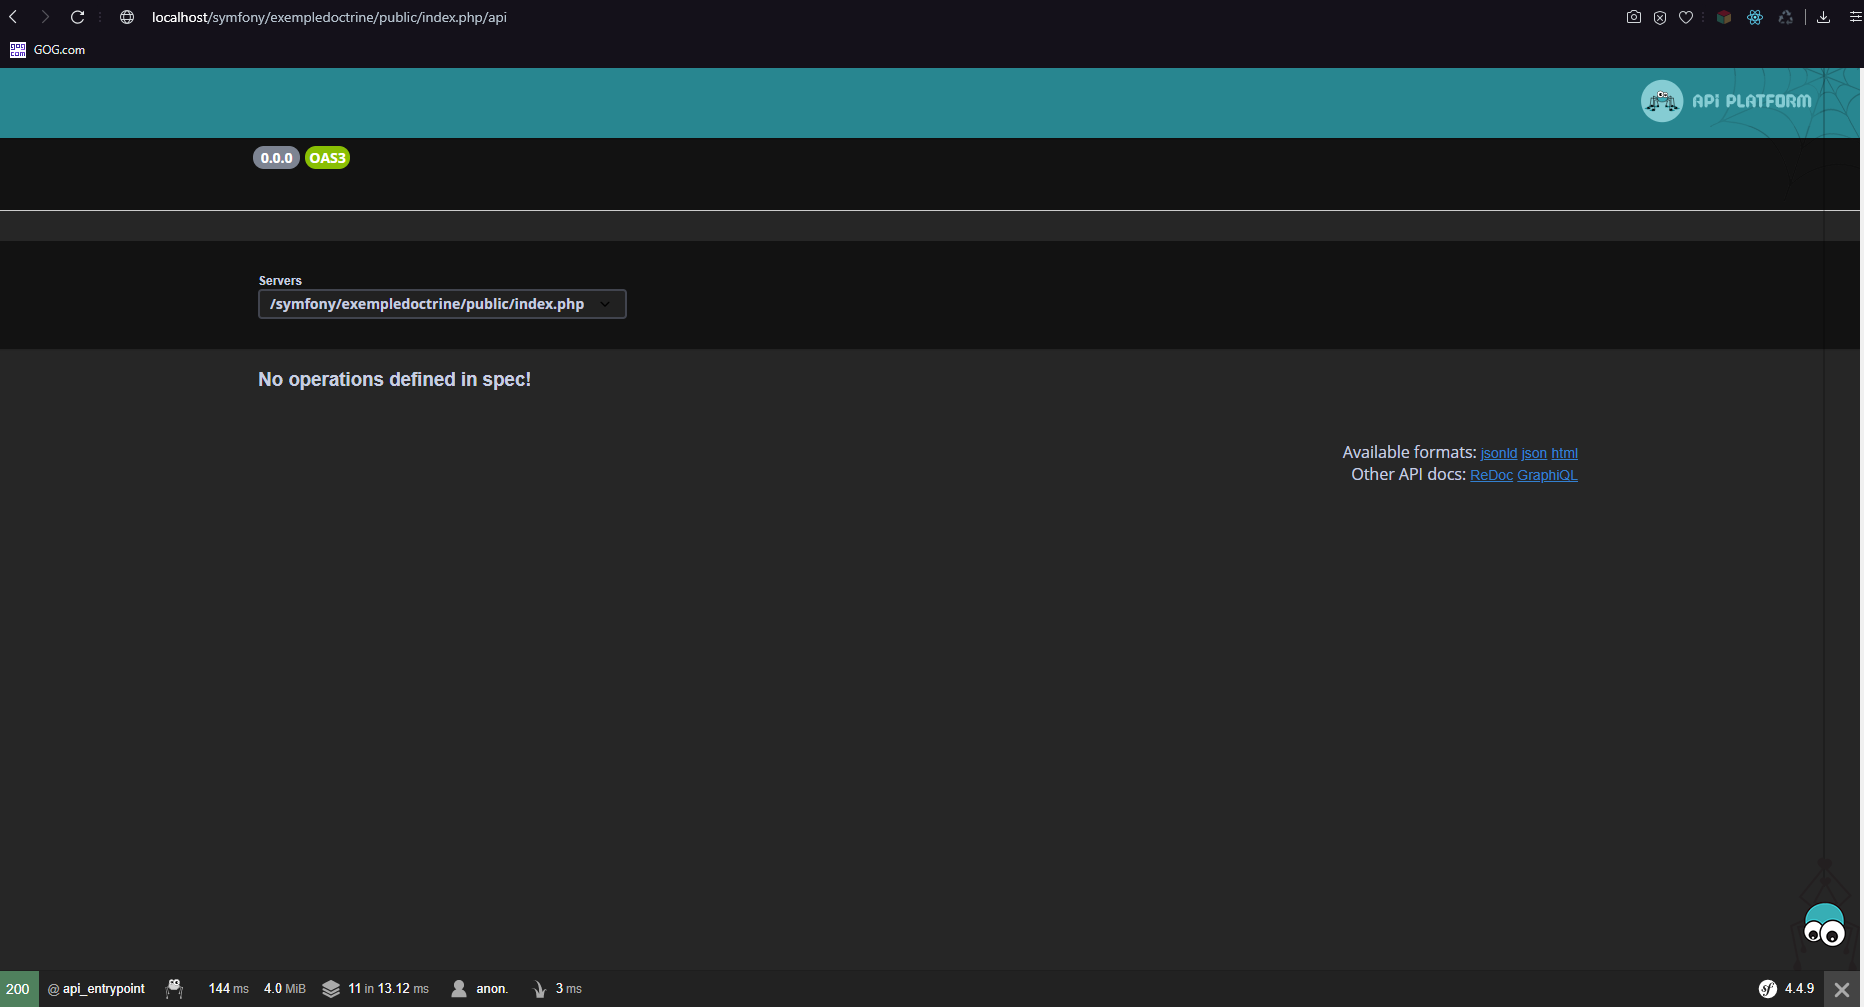 localhost/symfony/exempledoctrine/public/index.php/api
GOG.com
API PLATFORM
0.0.0 OAS3
Servers
/symfony/exempledoctrine/public/index.php
No operations defined in spec!
Available formats: jsonld json html
Other API docs: ReDoc GraphiQL
200 @ api_entrypoint 144 ms 4.0 MiB 11 in 13.12 ms anon. 3 ms sf 4.4.9